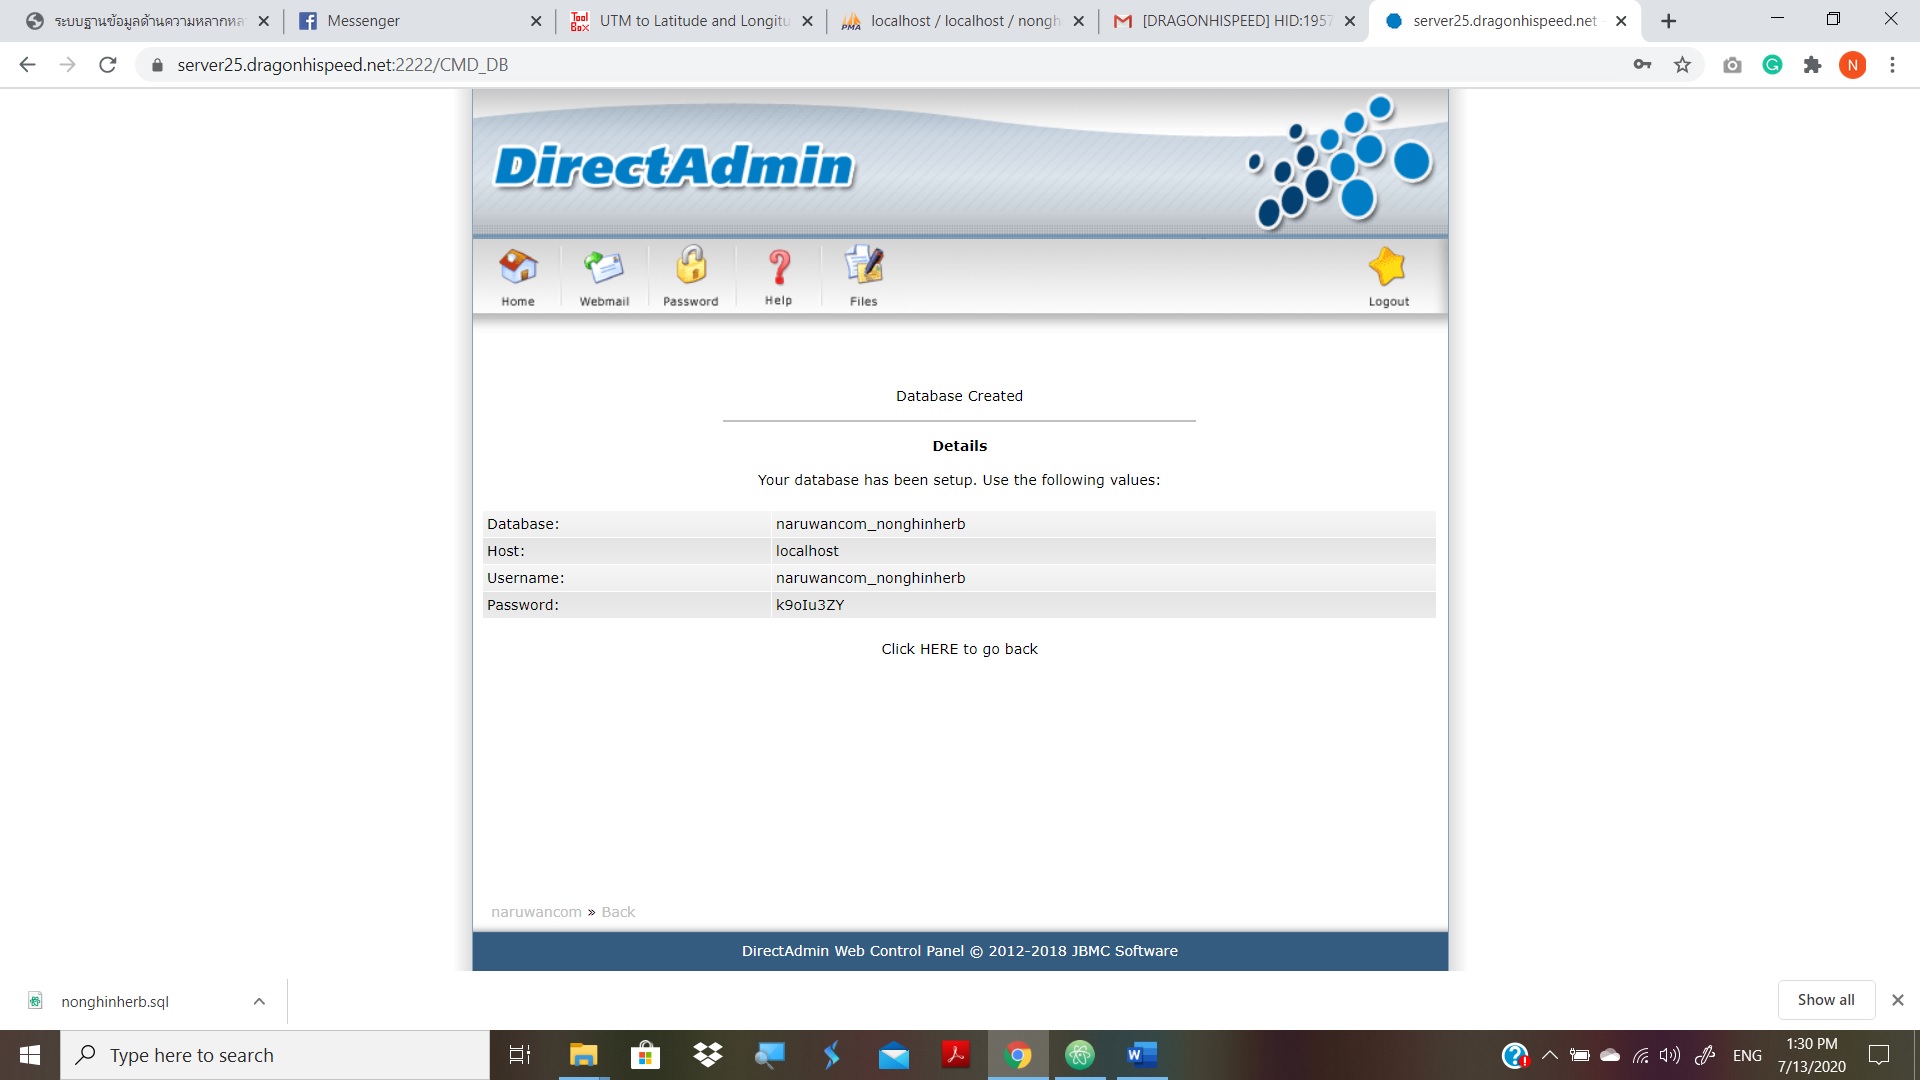 ระบบฐานข้อมูลด้านความหลากหล
Messenger
UTM to Latitude and Longitu
localhost / localhost / nongh
[DRAGONHISPEED] HID:1957
server25.dragonhispeed.net
server25.dragonhispeed.net:2222/CMD_DB
N
DirectAdmin
Home
Webmail
Password
Help
Files
Logout
Database Created
Details
Your database has been setup. Use the following values:
Database: naruwancom_nonghinherb
Host: localhost
Username: naruwancom_nonghinherb
Password: k9oIu3ZY
Click HERE to go back
naruwancom » Back
DirectAdmin Web Control Panel © 2012-2018 JBMC Software
nonghinherb.sql
Show all
Type here to search
ENG
1:30 PM
7/13/2020